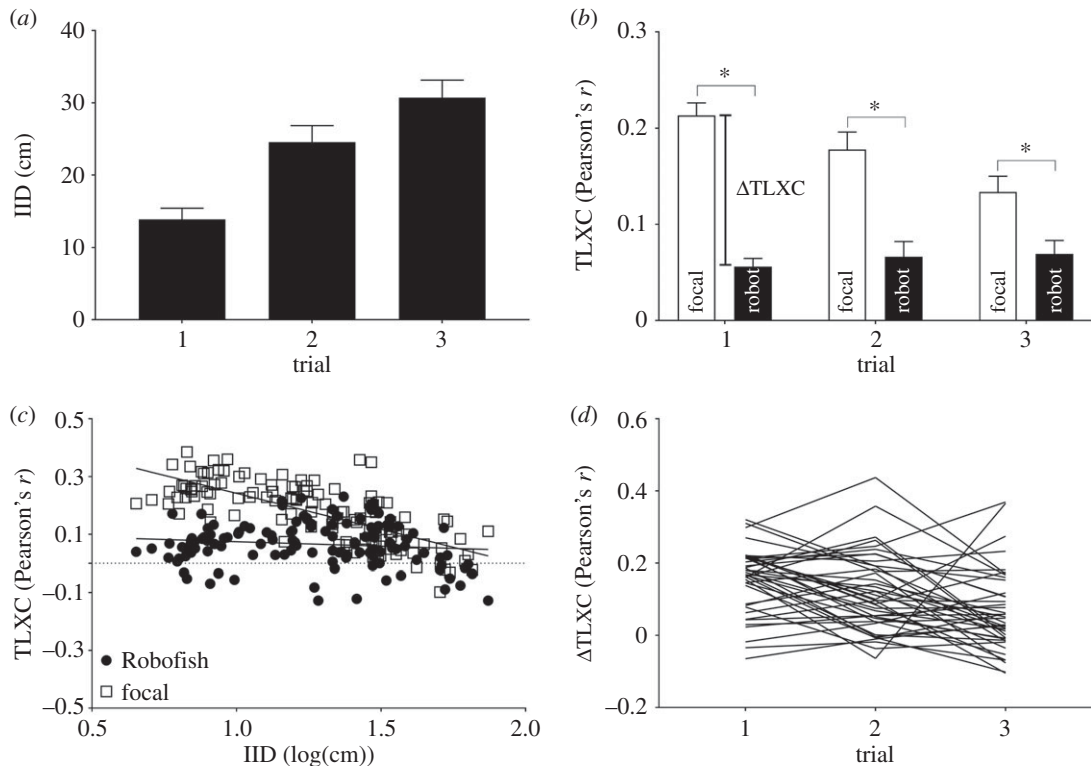 (a)
40
30
20
10
0
IID (cm)
1 2 3
trial
(b)
0.3
0.2
0.1
0
TLXC (Pearson's r)
*
*
*
ΔTLXC
focal robot focal robot focal robot
1 2 3
trial
(c)
0.5
0.3
0.1
-0.1
-0.3
-0.5
TLXC (Pearson's r)
Robofish
focal
0.5 1.0 1.5 2.0
IID (log(cm))
(d)
0.6
0.4
0.2
0
-0.2
ΔTLXC (Pearson's r)
1 2 3
trial